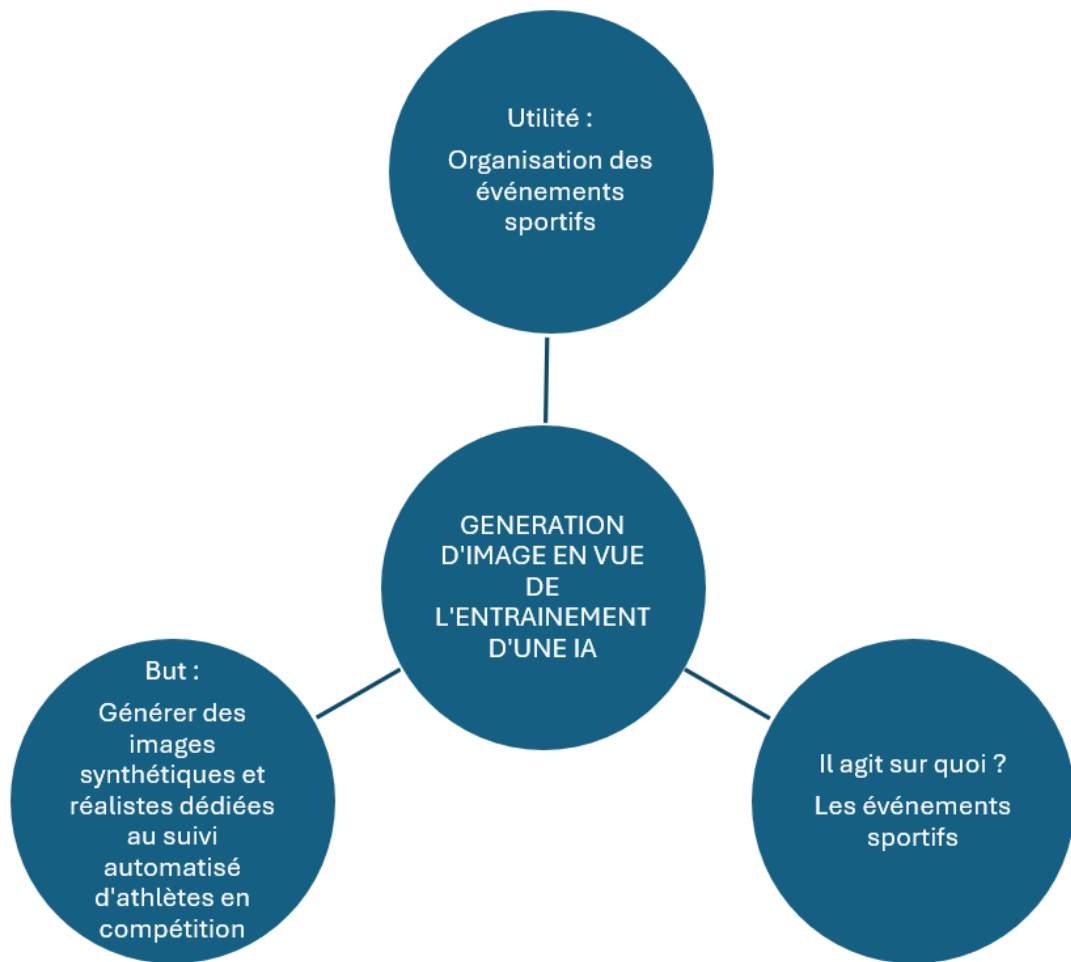 Utilité :
Organisation des
événements
sportifs
GENERATION
D'IMAGE EN VUE
DE
L'ENTRAINEMENT
D'UNE IA
But :
Générer des
images
synthétiques et
réalistes dédiées
au suivi
automatisé
d'athlètes en
compétition
Il agit sur quoi ?
Les événements
sportifs